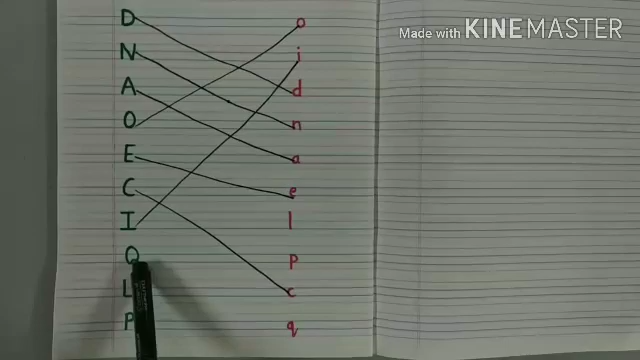 Made with KINEMASTER
D o
N i
A d
O n
E a
C e
I l
Q p
L c
P q